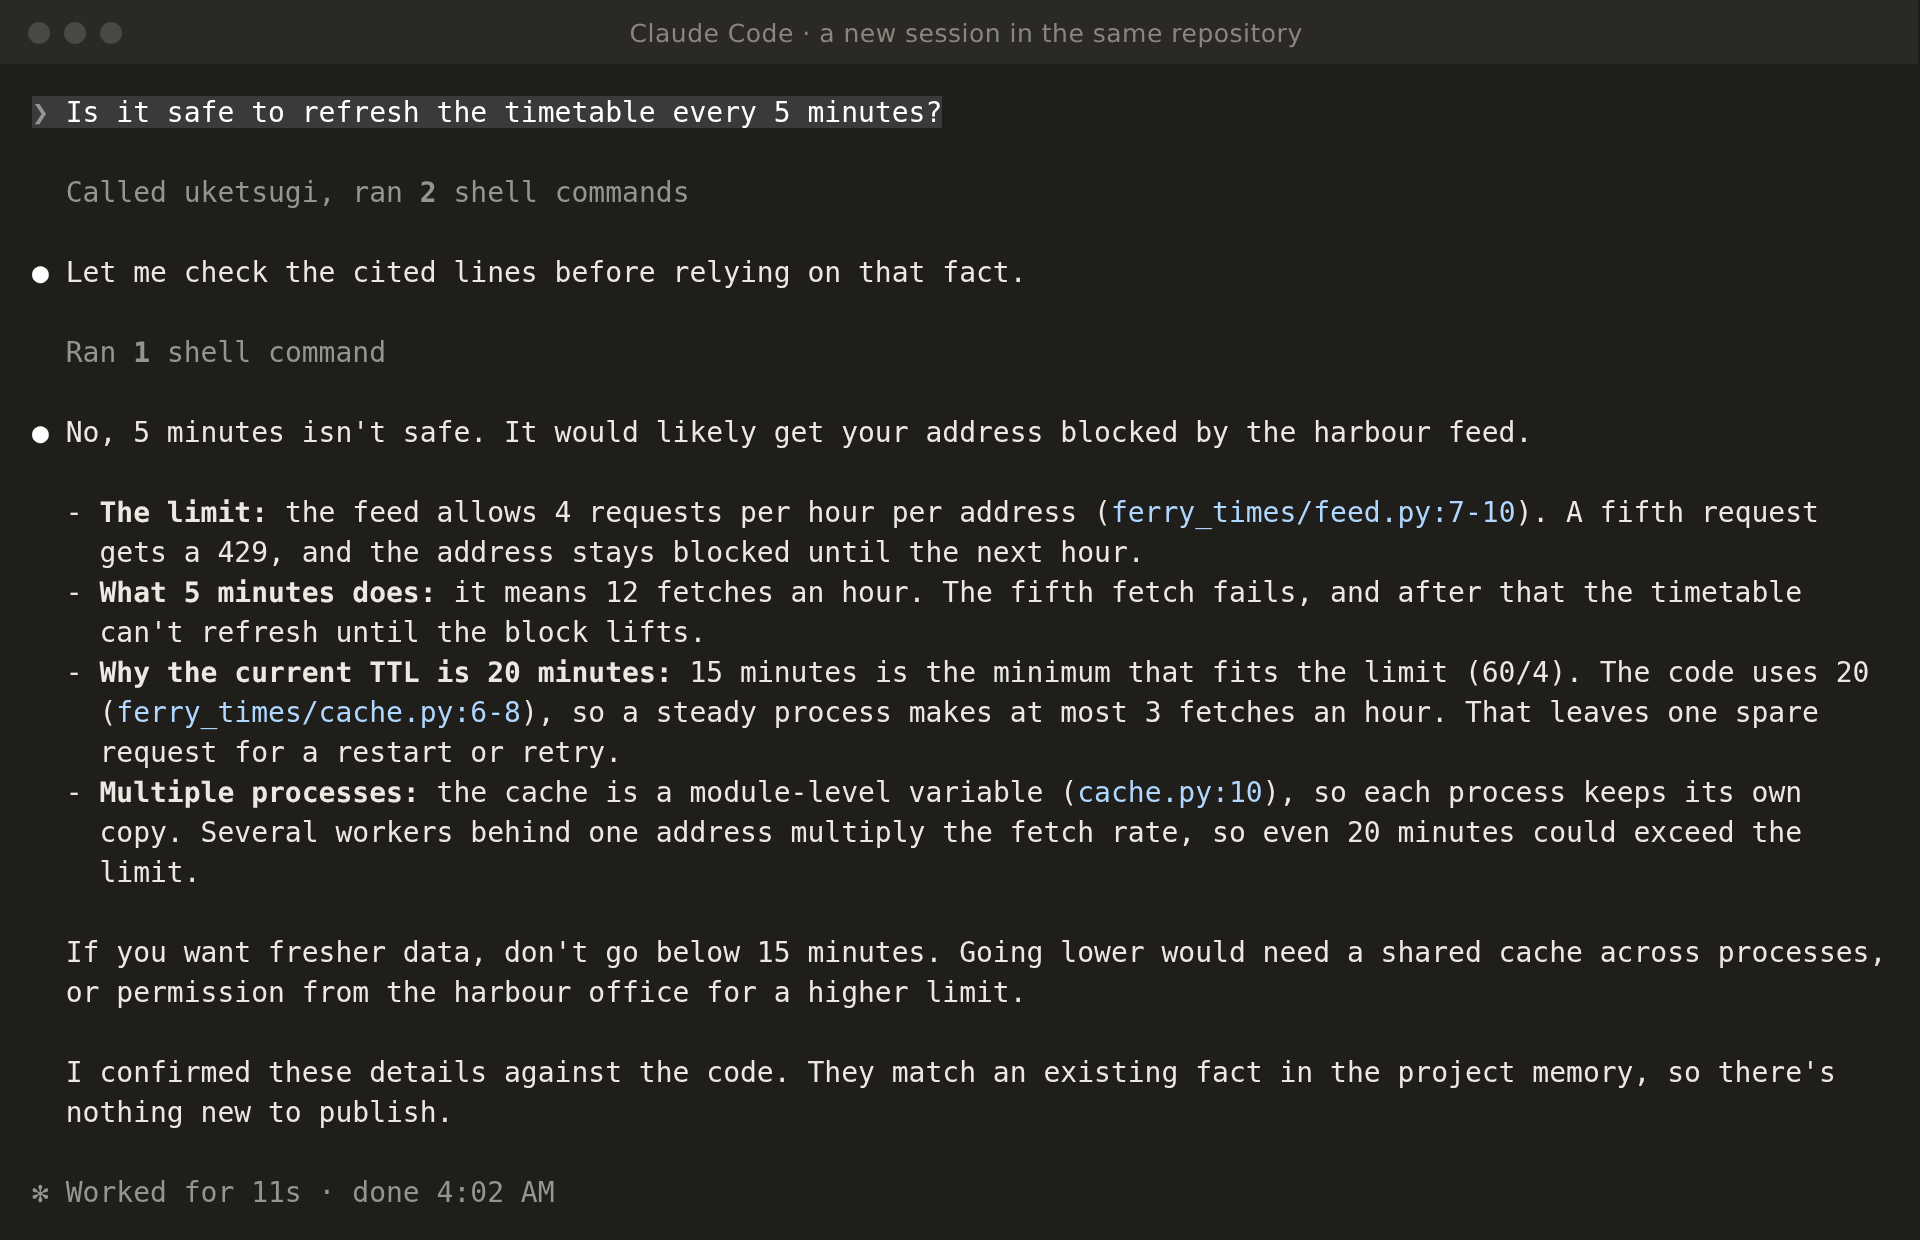 Claude Code · a new session in the same repository
❯ Is it safe to refresh the timetable every 5 minutes?
Called uketsugi, ran 2 shell commands
● Let me check the cited lines before relying on that fact.
Ran 1 shell command
● No, 5 minutes isn't safe. It would likely get your address blocked by the harbour feed.
- The limit: the feed allows 4 requests per hour per address (ferry_times/feed.py:7-10). A fifth request
gets a 429, and the address stays blocked until the next hour.
- What 5 minutes does: it means 12 fetches an hour. The fifth fetch fails, and after that the timetable
can't refresh until the block lifts.
- Why the current TTL is 20 minutes: 15 minutes is the minimum that fits the limit (60/4). The code uses 20
(ferry_times/cache.py:6-8), so a steady process makes at most 3 fetches an hour. That leaves one spare
request for a restart or retry.
- Multiple processes: the cache is a module-level variable (cache.py:10), so each process keeps its own
copy. Several workers behind one address multiply the fetch rate, so even 20 minutes could exceed the
limit.
If you want fresher data, don't go below 15 minutes. Going lower would need a shared cache across processes,
or permission from the harbour office for a higher limit.
I confirmed these details against the code. They match an existing fact in the project memory, so there's
nothing new to publish.
✻ Worked for 11s · done 4:02 AM